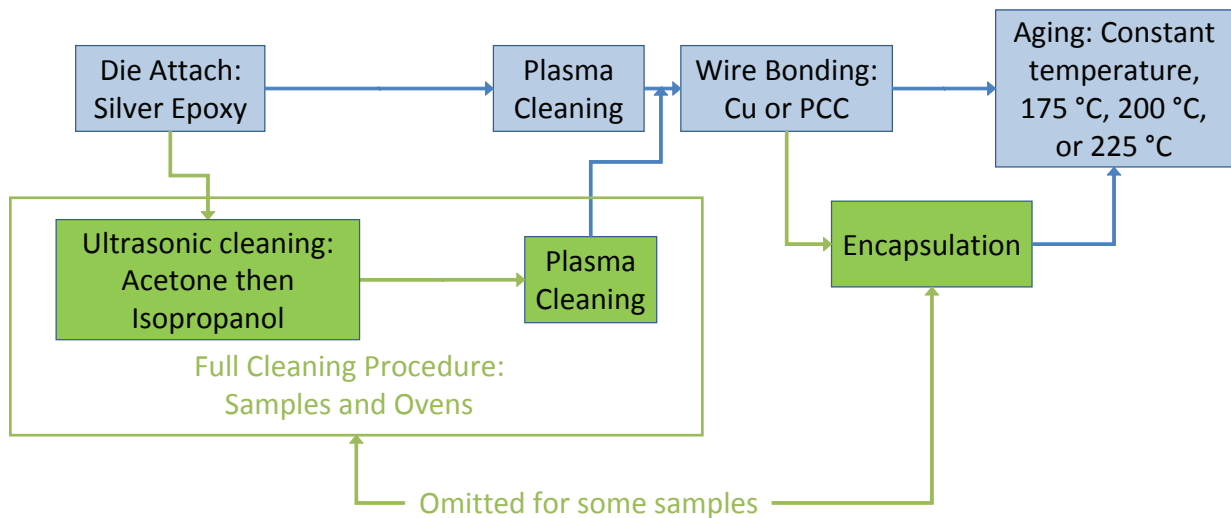 Die Attach:
Silver Epoxy
Plasma
Cleaning
Wire Bonding:
Cu or PCC
Aging: Constant
temperature,
175 °C, 200 °C,
or 225 °C
Ultrasonic cleaning:
Acetone then
Isopropanol
Plasma
Cleaning
Encapsulation
Full Cleaning Procedure:
Samples and Ovens
Omitted for some samples